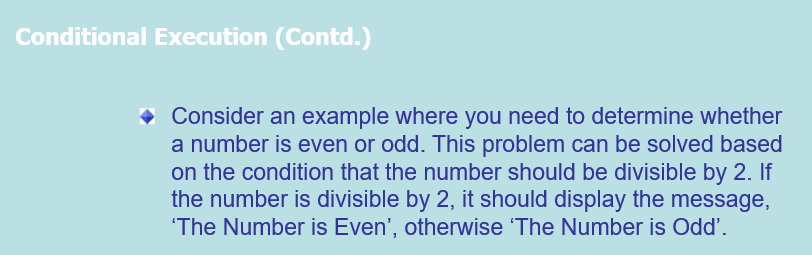 Conditional Execution (Contd.)
Consider an example where you need to determine whether
a number is even or odd. This problem can be solved based
on the condition that the number should be divisible by 2. If
the number is divisible by 2, it should display the message,
‘The Number is Even’, otherwise ‘The Number is Odd’.